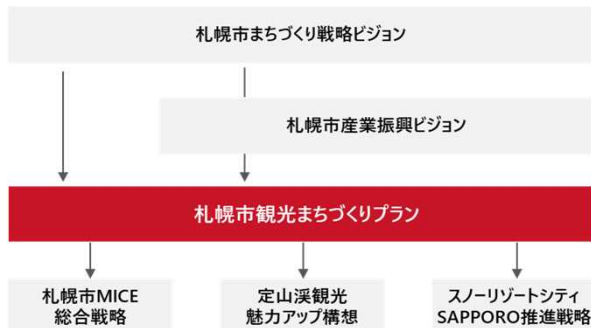 札幌市まちづくり戦略ビジョン
札幌市産業振興ビジョン
札幌市観光まちづくりプラン
札幌市MICE
総合戦略
定山渓観光
魅力アップ構想
スノーリゾートシティ
SAPPORO推進戦略